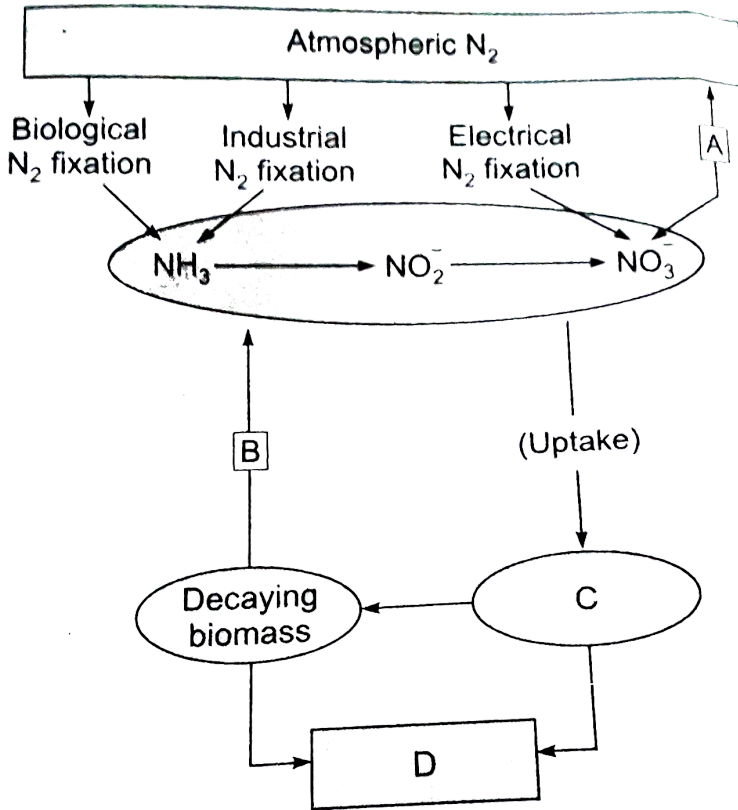 Atmospheric N₂
Biological
N₂ fixation
Industrial
N₂ fixation
Electrical
N₂ fixation
A
NH₃
NO₂⁻
NO₃⁻
B
(Uptake)
Decaying
biomass
C
D